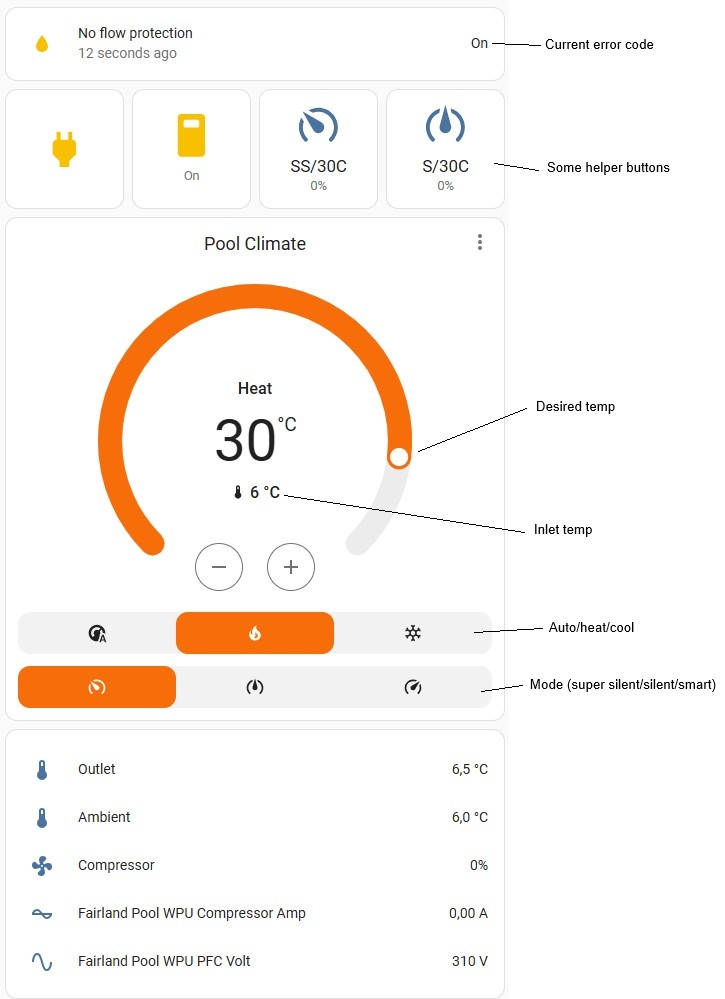 No flow protection
12 seconds ago
On
Current error code
On
SS/30C
0%
S/30C
0%
Some helper buttons
Pool Climate
Heat
30 °C
6 °C
Desired temp
Inlet temp
A
Auto/heat/cool
Mode (super silent/silent/smart)
Outlet 6,5 °C
Ambient 6,0 °C
Compressor 0%
Fairland Pool WPU Compressor Amp 0,00 A
Fairland Pool WPU PFC Volt 310 V